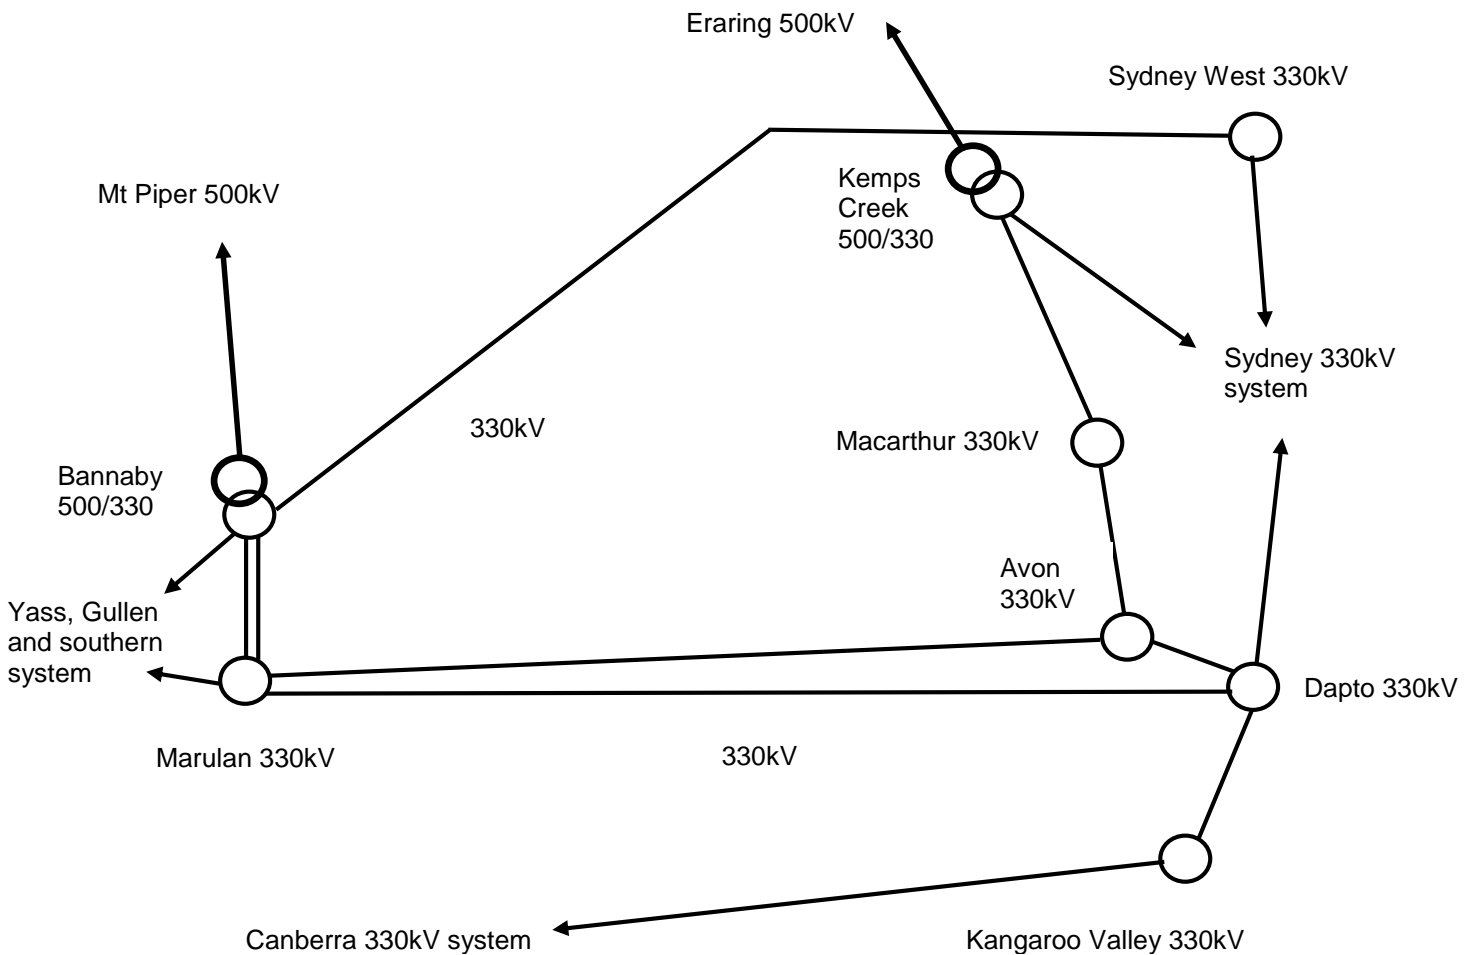 Eraring 500kV
Sydney West 330kV
Mt Piper 500kV
Kemps
Creek
500/330
Sydney 330kV
system
330kV
Macarthur 330kV
Bannaby
500/330
Avon
330kV
Yass, Gullen
and southern
system
Dapto 330kV
Marulan 330kV
330kV
Canberra 330kV system
Kangaroo Valley 330kV